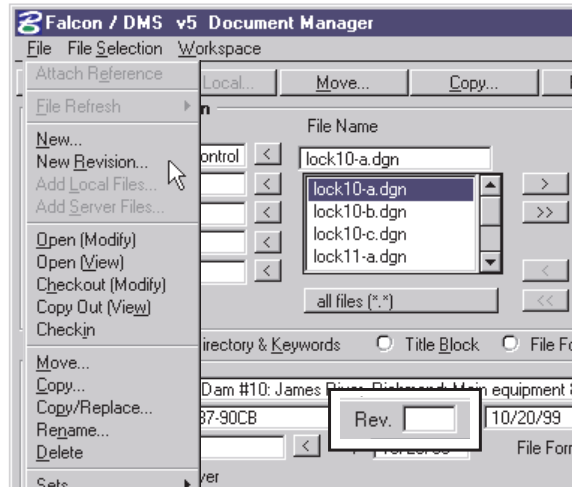 Falcon / DMS v5 Document Manager
File File Selection Workspace
Attach Reference
Local... Move... Copy...
File Refresh
n
File Name
New...
ontrol < lock10-a.dgn
New Revision...
Add Local Files... < lock10-a.dgn >
Add Server Files... < lock10-b.dgn >>
lock10-c.dgn
Open (Modify) < lock11-a.dgn
Open (View) < <
Checkout (Modify)
Copy Out (View) all files (*.*) <<
Checkin
irectory & Keywords Title Block File Fo
Move...
Copy... Dam #10: James River, Richmond: Main equipment
Copy/Replace... 37-90CB Rev. 10/20/99
Rename...
Delete < File Form
Sets ver